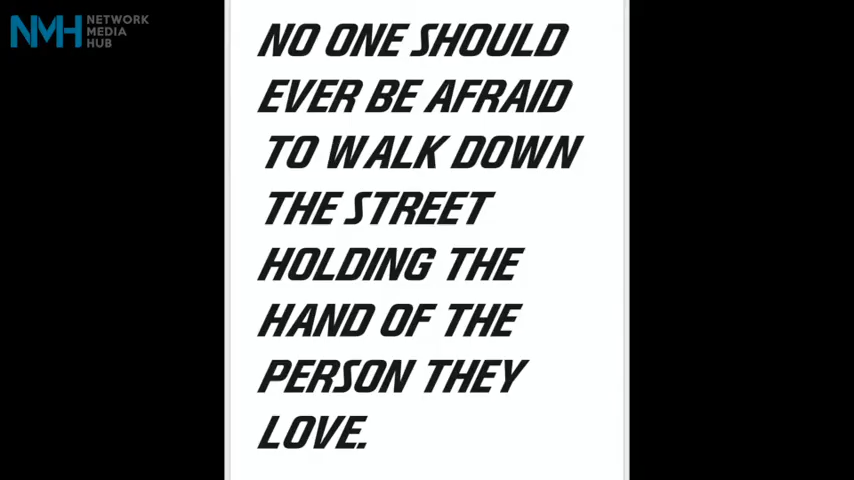 NMH NETWORK
MEDIA
HUB
NO ONE SHOULD
EVER BE AFRAID
TO WALK DOWN
THE STREET
HOLDING THE
HAND OF THE
PERSON THEY
LOVE.